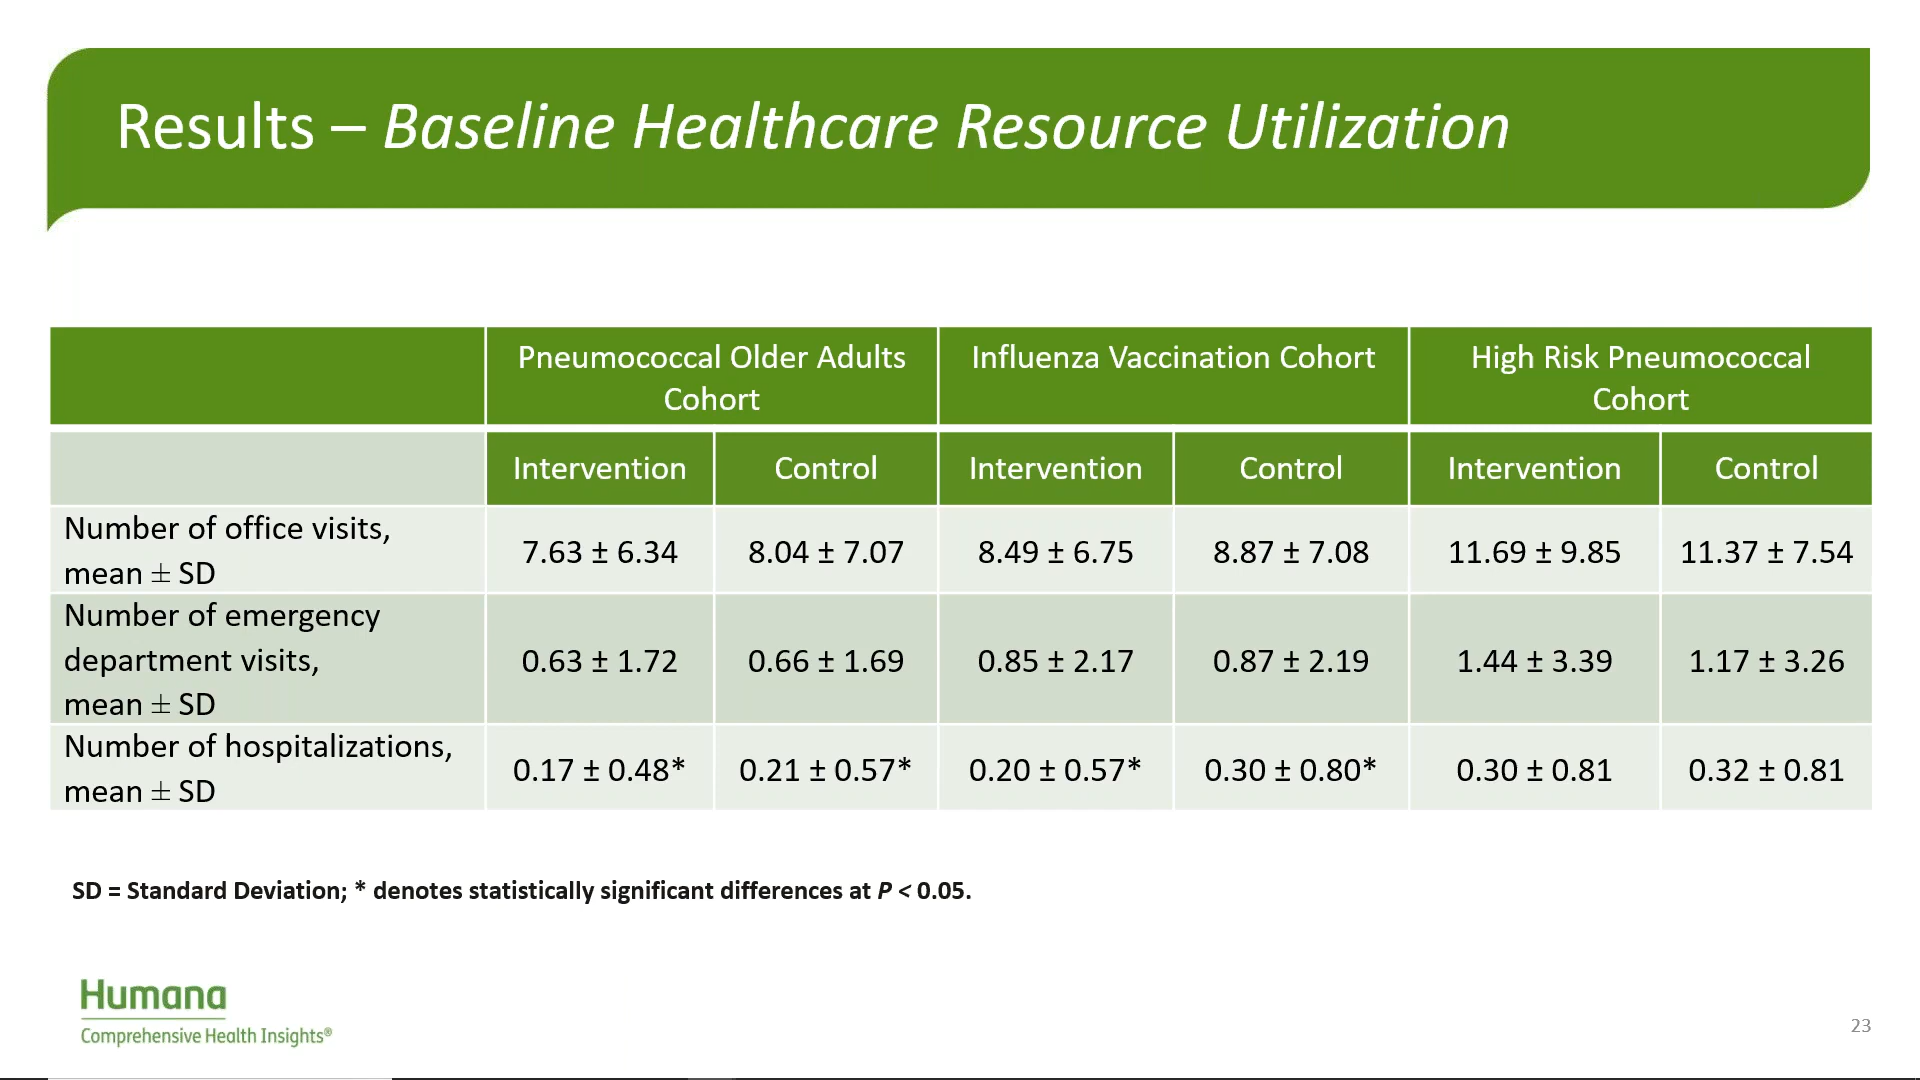 Results – Baseline Healthcare Resource Utilization
Pneumococcal Older Adults
Cohort
Influenza Vaccination Cohort
High Risk Pneumococcal
Cohort
Intervention Control Intervention Control Intervention Control
Number of office visits,
mean ± SD
7.63 ± 6.34 8.04 ± 7.07 8.49 ± 6.75 8.87 ± 7.08 11.69 ± 9.85 11.37 ± 7.54
Number of emergency
department visits,
mean ± SD
0.63 ± 1.72 0.66 ± 1.69 0.85 ± 2.17 0.87 ± 2.19 1.44 ± 3.39 1.17 ± 3.26
Number of hospitalizations,
mean ± SD
0.17 ± 0.48* 0.21 ± 0.57* 0.20 ± 0.57* 0.30 ± 0.80* 0.30 ± 0.81 0.32 ± 0.81
SD = Standard Deviation; * denotes statistically significant differences at P < 0.05.
Humana
Comprehensive Health Insights®
23